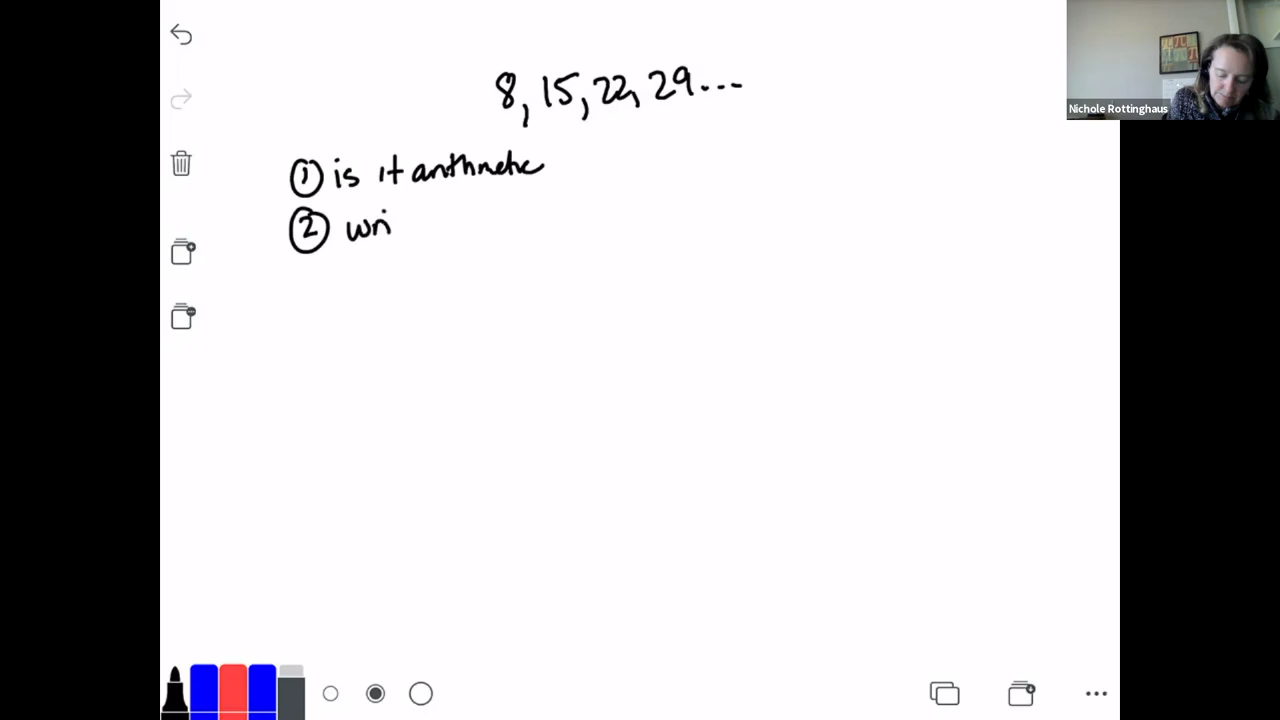 8, 15, 22, 29...
Nichole Rottinghaus
① is it arithmetic
② wri